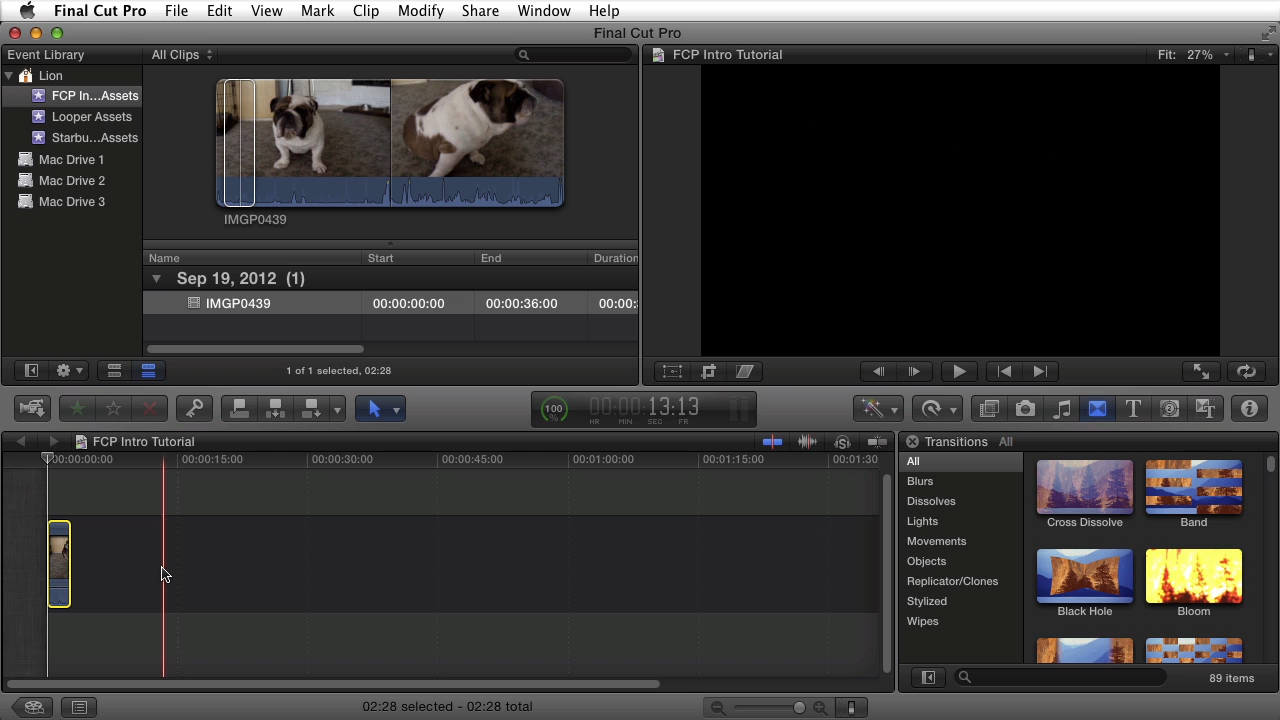 Final Cut Pro File Edit View Mark Clip Modify Share Window Help
Final Cut Pro
Event Library
All Clips
FCP Intro Tutorial
Fit: 27%
Lion
FCP In...Assets
Looper Assets
Starbu...Assets
Mac Drive 1
Mac Drive 2
Mac Drive 3
IMGP0439
Name Start End Duration
Sep 19, 2012 (1)
IMGP0439 00:00:00:00 00:00:36:00 00:00:
1 of 1 selected, 02:28
100 % 00:00:13:13
HR MIN SEC FR
FCP Intro Tutorial
00:00:00:00 00:00:15:00 00:00:30:00 00:00:45:00 00:01:00:00 00:01:15:00 00:01:30
Transitions All
All
Blurs
Dissolves
Lights
Movements
Objects
Replicator/Clones
Stylized
Wipes
Cross Dissolve Band
Black Hole Bloom
89 items
02:28 selected - 02:28 total